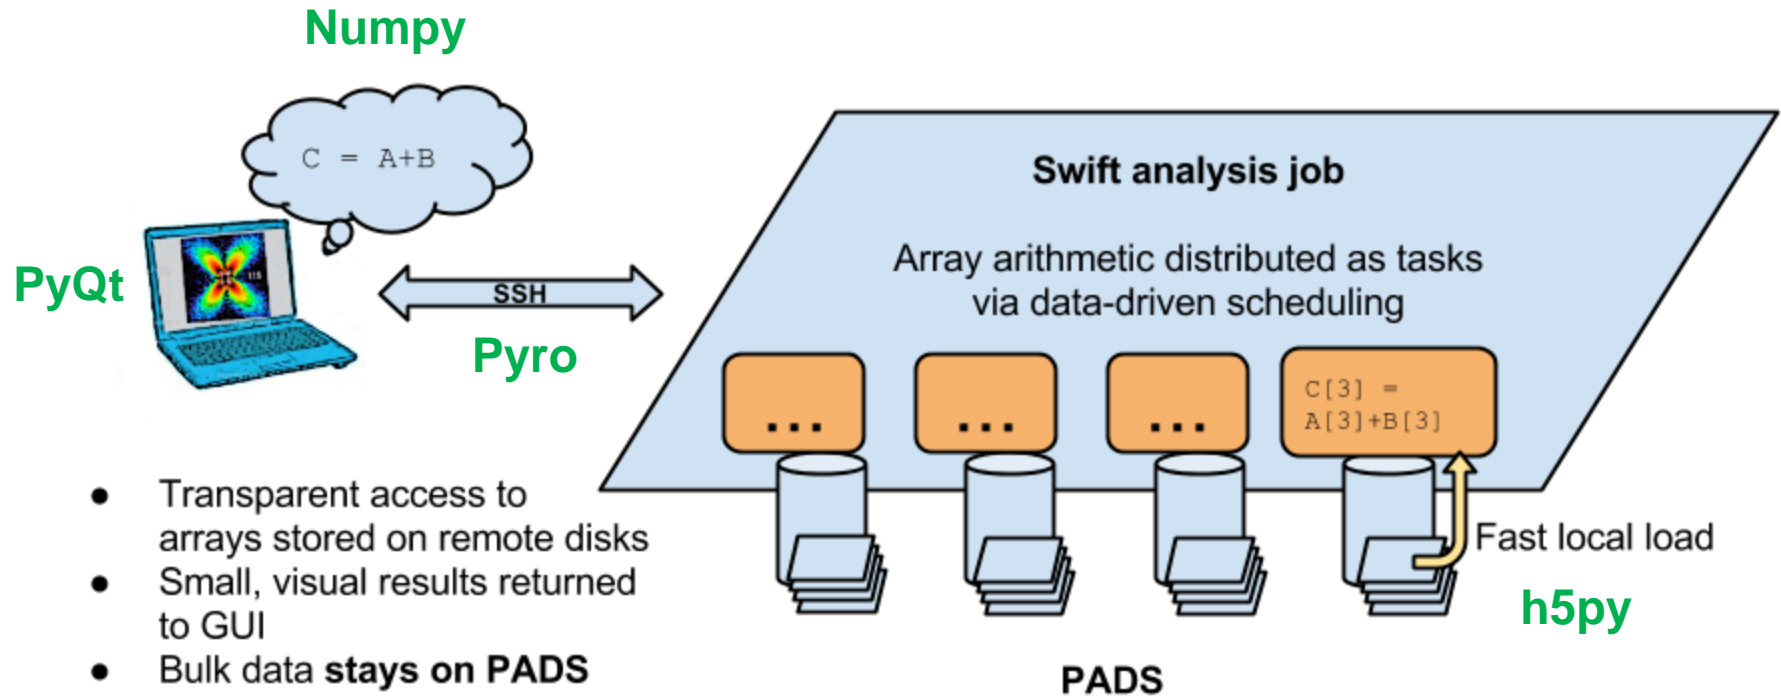 Numpy
C = A+B
PyQt
SSH
Pyro
Swift analysis job
Array arithmetic distributed as tasks
via data-driven scheduling
...
...
...
C[3] =
A[3]+B[3]
Fast local load
h5py
PADS
● Transparent access to
arrays stored on remote disks
● Small, visual results returned
to GUI
● Bulk data stays on PADS